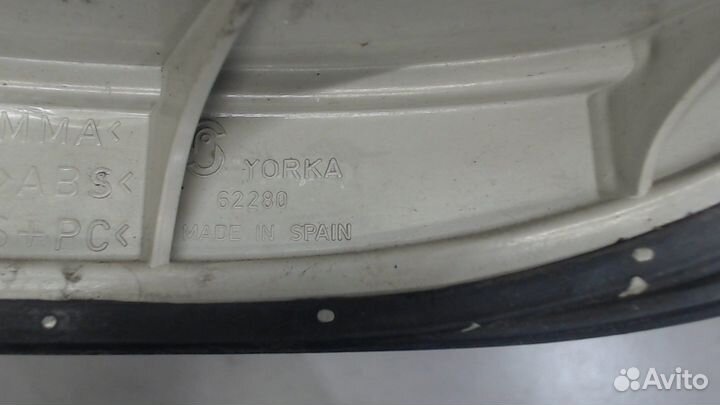 MMA<
>ABS<
S+PC<
YORKA
62280
MADE IN SPAIN
Avito